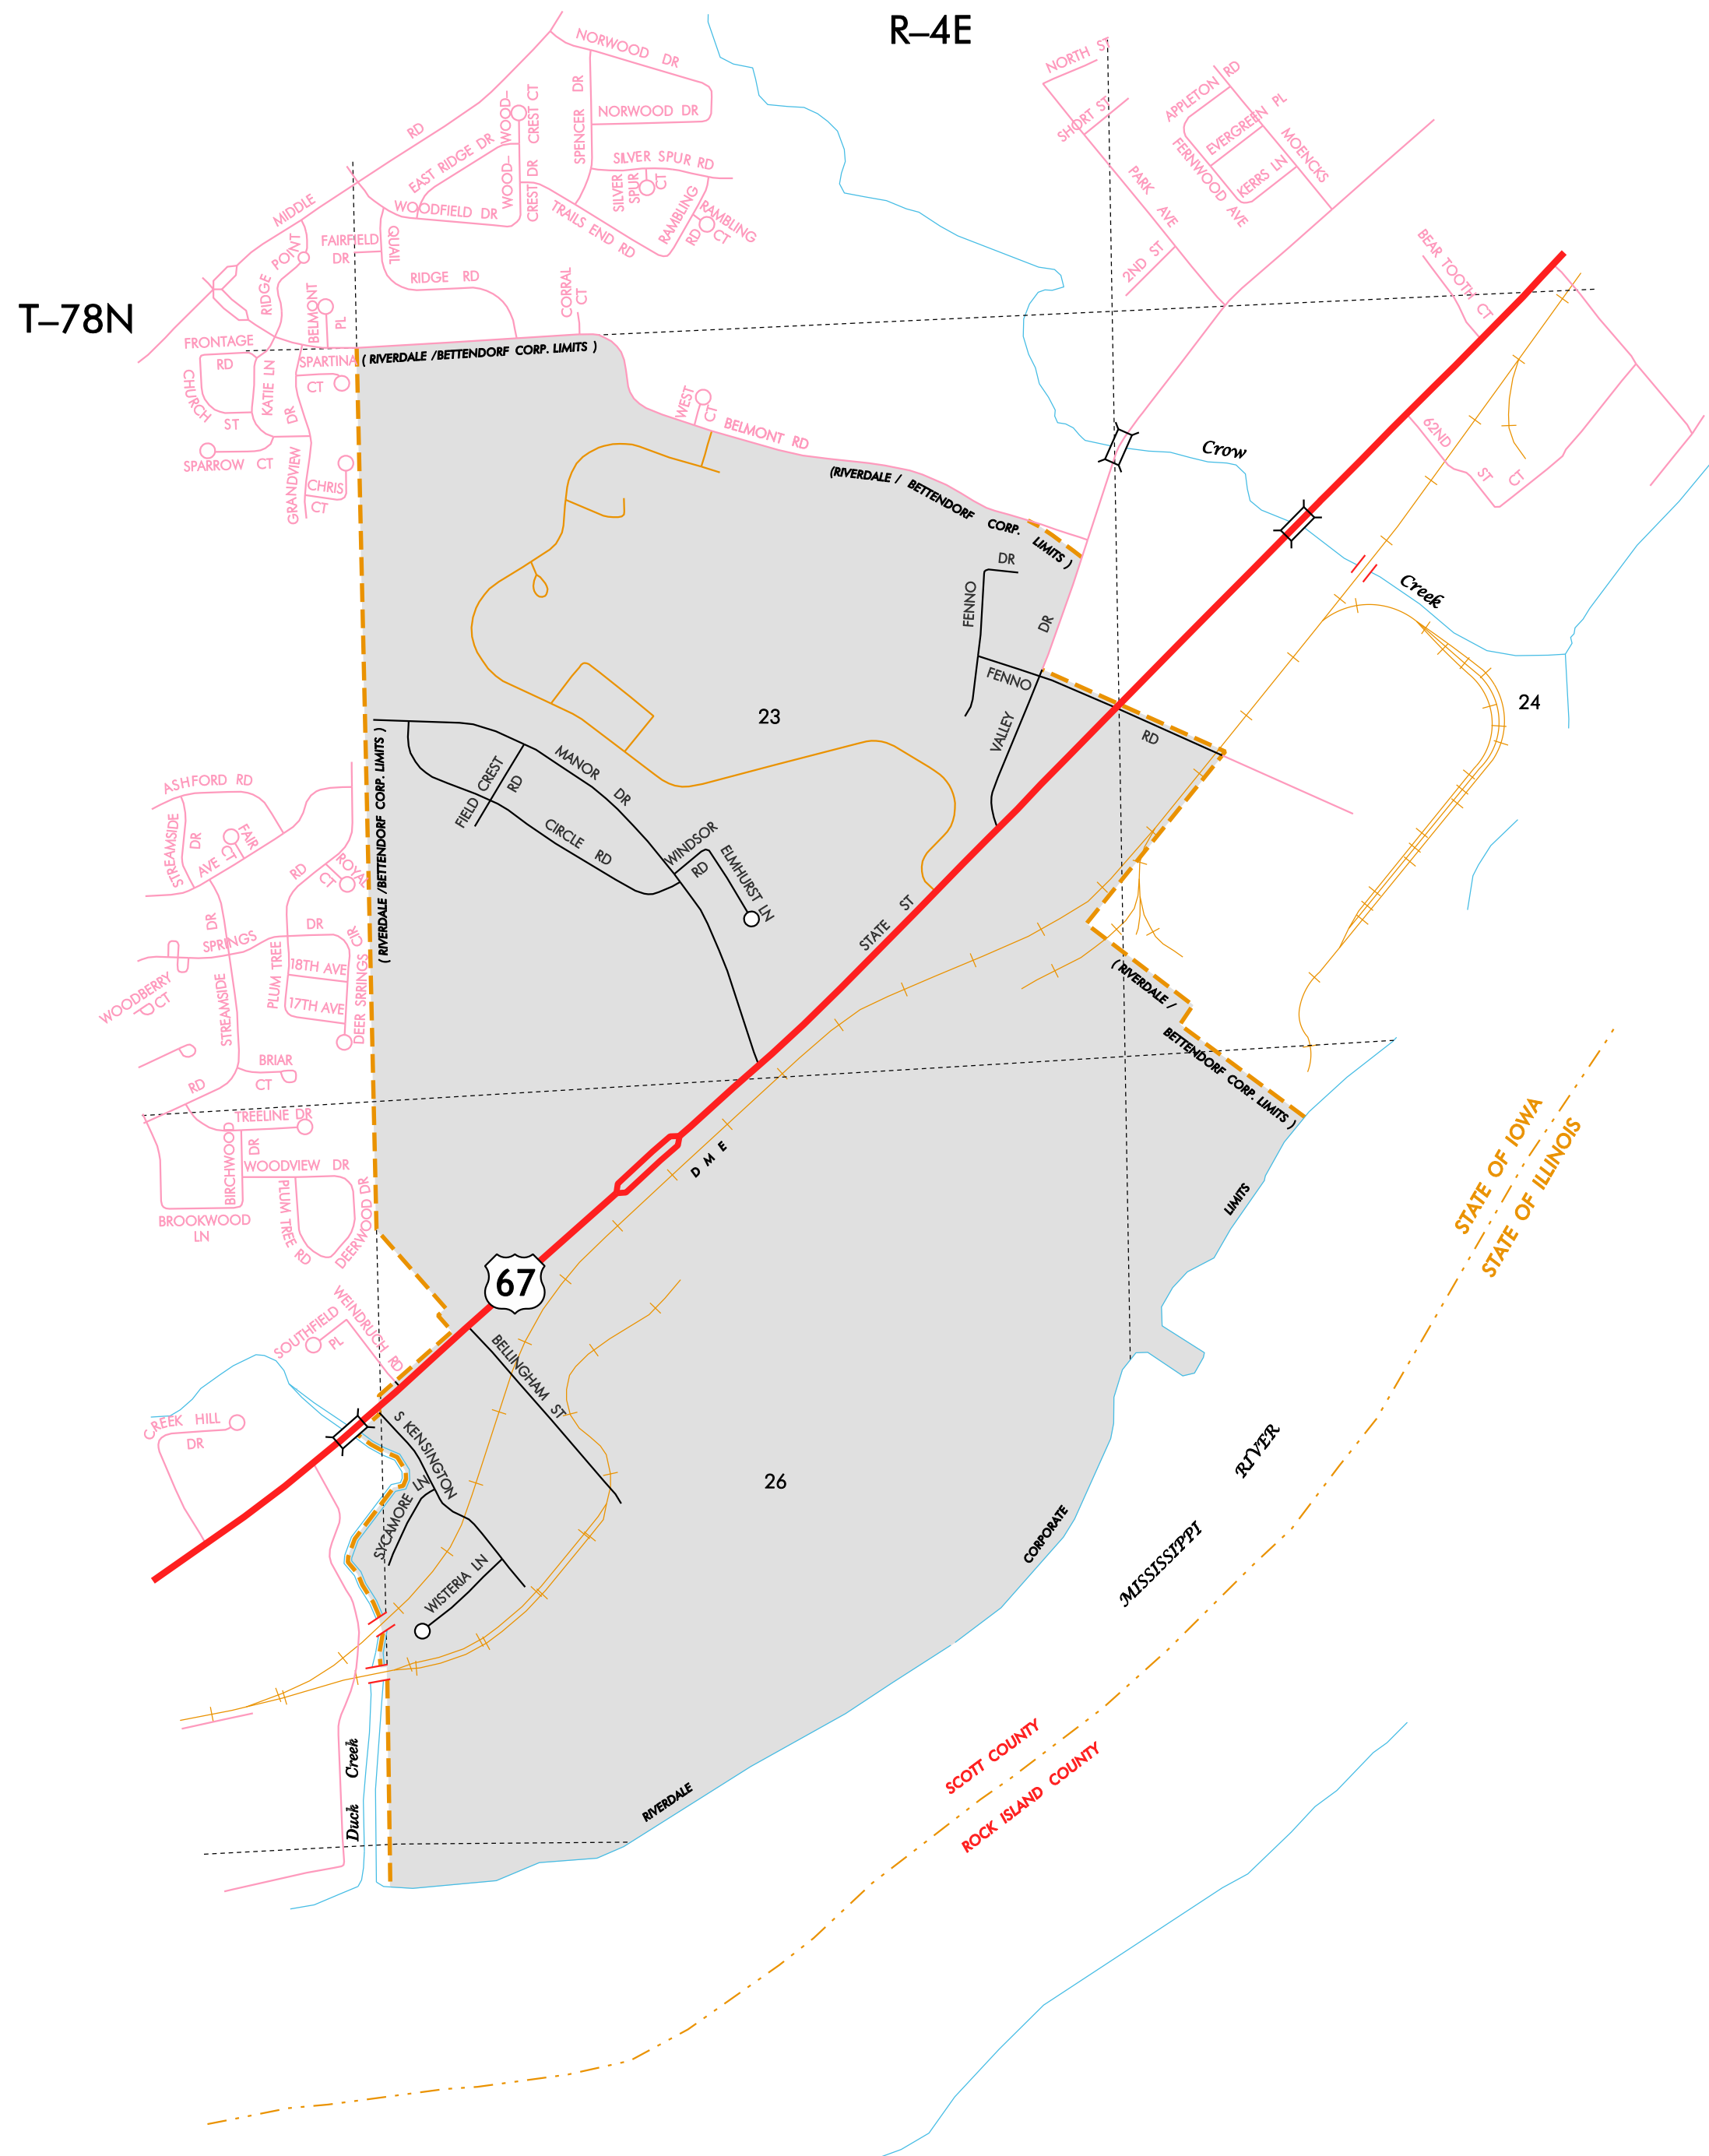 R–4E
T–78N
NORWOOD DR
NORWOOD DR
SPENCER DR
MIDDLE RD
EAST RIDGE DR
WOOD–
CREST CT
WOOD–
CREST DR
WOODFIELD DR
SILVER SPUR RD
SILVER
SPUR
CT
TRAILS END RD
RAMBLING
RD
RAMBLING
CT
FAIRFIELD
DR
QUAIL RIDGE RD
RIDGE POINT
BELMONT
PL
CORRAL
CT
FRONTAGE
RD
CHURCH
ST
KATIE LN
SPARTINA
CT
GRANDVIEW DR
SPARROW CT
CHRIS
CT
NORTH ST
SHORT ST
PARK AVE
2ND ST
APPLETON RD
EVERGREEN PL
FERNWOOD AVE
KERRS LN
MOENCKS
BEAR TOOTH CT
62ND
ST CT
( RIVERDALE /BETTENDORF CORP. LIMITS )
WEST
CT
BELMONT RD
(RIVERDALE / BETTENDORF CORP. LIMITS )
Crow
Creek
FENNO
DR
FENNO
RD
VALLEY
DR
23
24
( RIVERDALE /BETTENDORF CORP. LIMITS )
MANOR DR
FIELD CREST
RD
CIRCLE RD
WINDSOR
RD
ELMHURST LN
STATE ST
ASHFORD RD
STREAMSIDE
DR
FAIR
CT
AVE
ROYAL
CT
RD
DR
SPRINGS
DR
CIR
PLUM TREE
18TH AVE
17TH AVE
DEER SRRINGS
WOODBERRY
CT
STREAMSIDE
RD
BRIAR
CT
TREELINE DR
BIRCHWOOD
DR
WOODVIEW DR
PLUM TREE RD
DEERWOOD DR
BROOKWOOD
LN
( RIVERDALE /
BETTENDORF CORP. LIMITS )
D M E
67
STATE OF IOWA
STATE OF ILLINOIS
SOUTHFIELD
PL
WEINDRUCH RD
CREEK HILL
DR
BELLINGHAM ST
S KENSINGTON
SYCAMORE LN
WISTERIA LN
26
RIVERDALE
CORPORATE
LIMITS
MISSISSIPPI
RIVER
Duck Creek
SCOTT COUNTY
ROCK ISLAND COUNTY